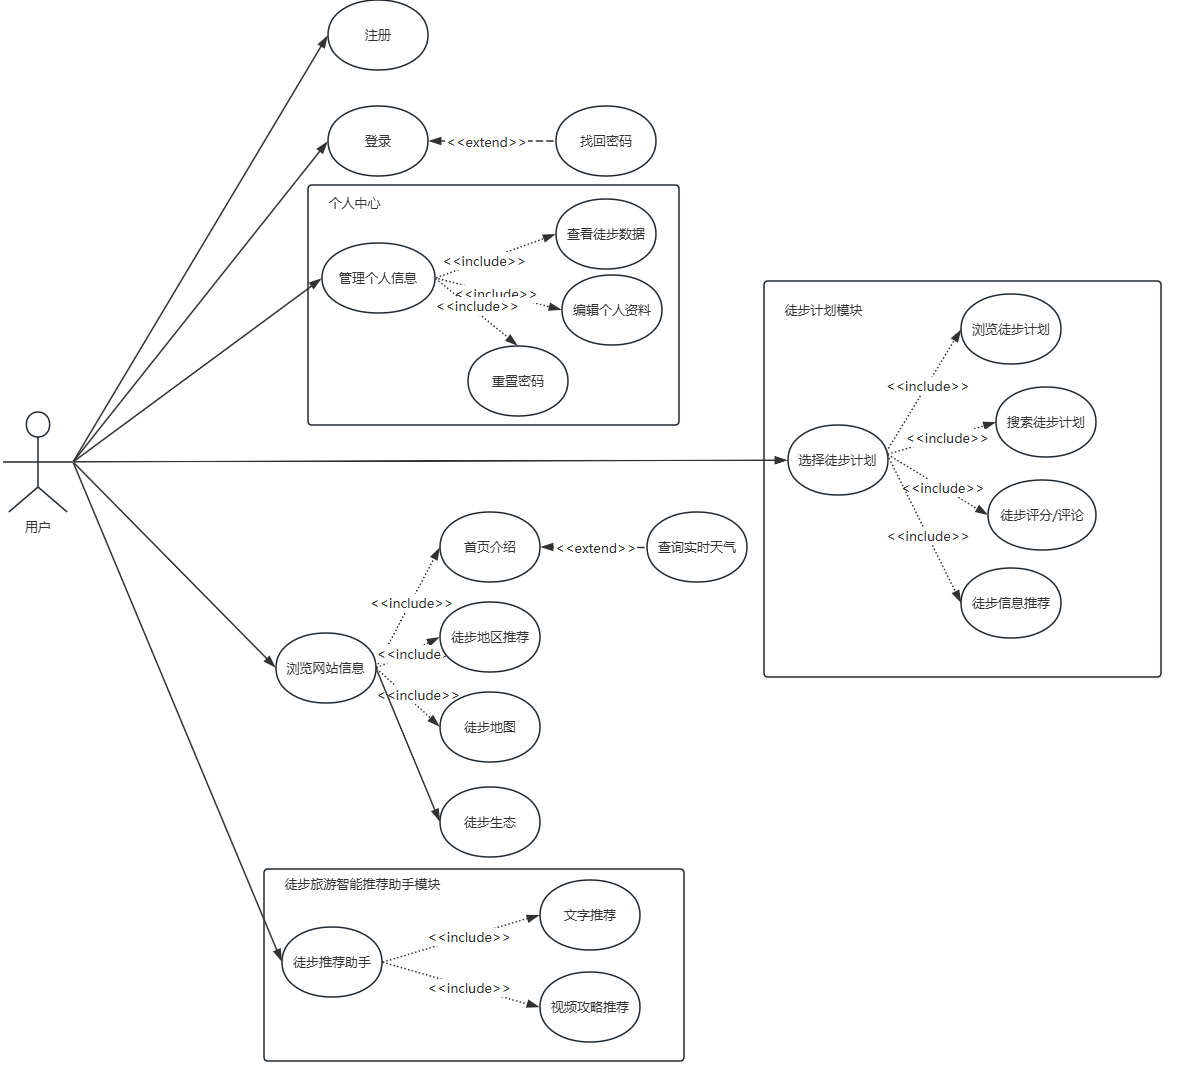 注册
登录
<<extend>>
找回密码
个人中心
管理个人信息
<<include>>
查看徒步数据
<<include>>
编辑个人资料
<<include>>
重置密码
徒步计划模块
选择徒步计划
<<include>>
浏览徒步计划
<<include>>
搜索徒步计划
<<include>>
徒步评分/评论
<<include>>
徒步信息推荐
用户
浏览网站信息
<<include>>
首页介绍
<<extend>>
查询实时天气
<<include>
徒步地区推荐
<<include>>
徒步地图
徒步生态
徒步旅游智能推荐助手模块
徒步推荐助手
<<include>>
文字推荐
<<include>>
视频攻略推荐